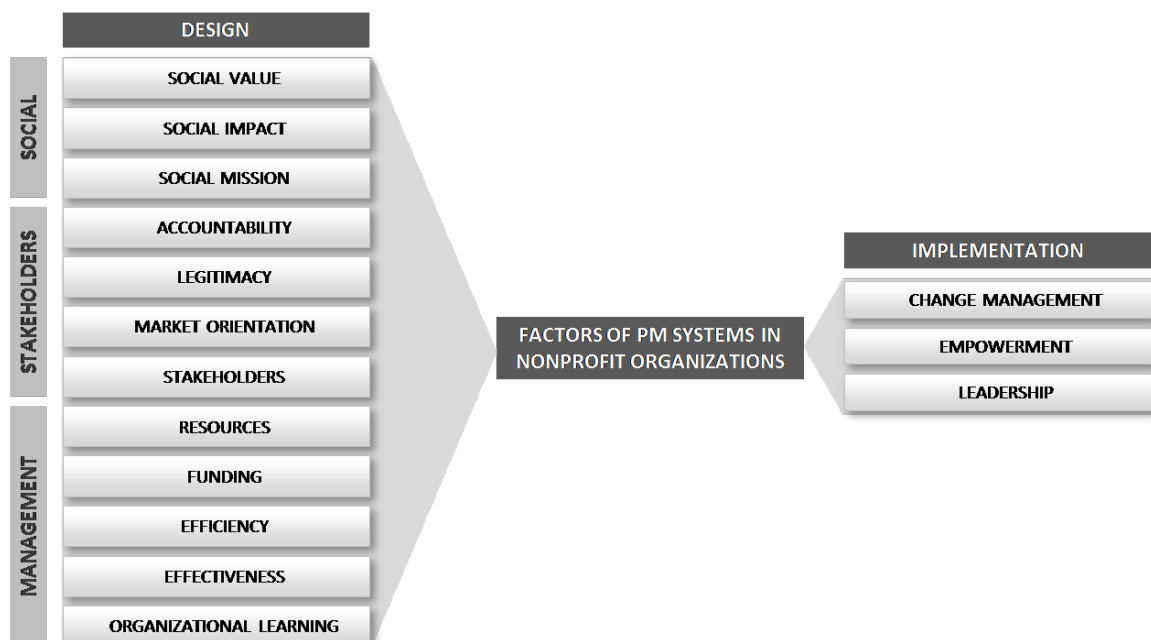 DESIGN
SOCIAL
SOCIAL VALUE
SOCIAL IMPACT
SOCIAL MISSION
STAKEHOLDERS
ACCOUNTABILITY
LEGITIMACY
MARKET ORIENTATION
STAKEHOLDERS
MANAGEMENT
RESOURCES
FUNDING
EFFICIENCY
EFFECTIVENESS
ORGANIZATIONAL LEARNING
FACTORS OF PM SYSTEMS IN
NONPROFIT ORGANIZATIONS
IMPLEMENTATION
CHANGE MANAGEMENT
EMPOWERMENT
LEADERSHIP